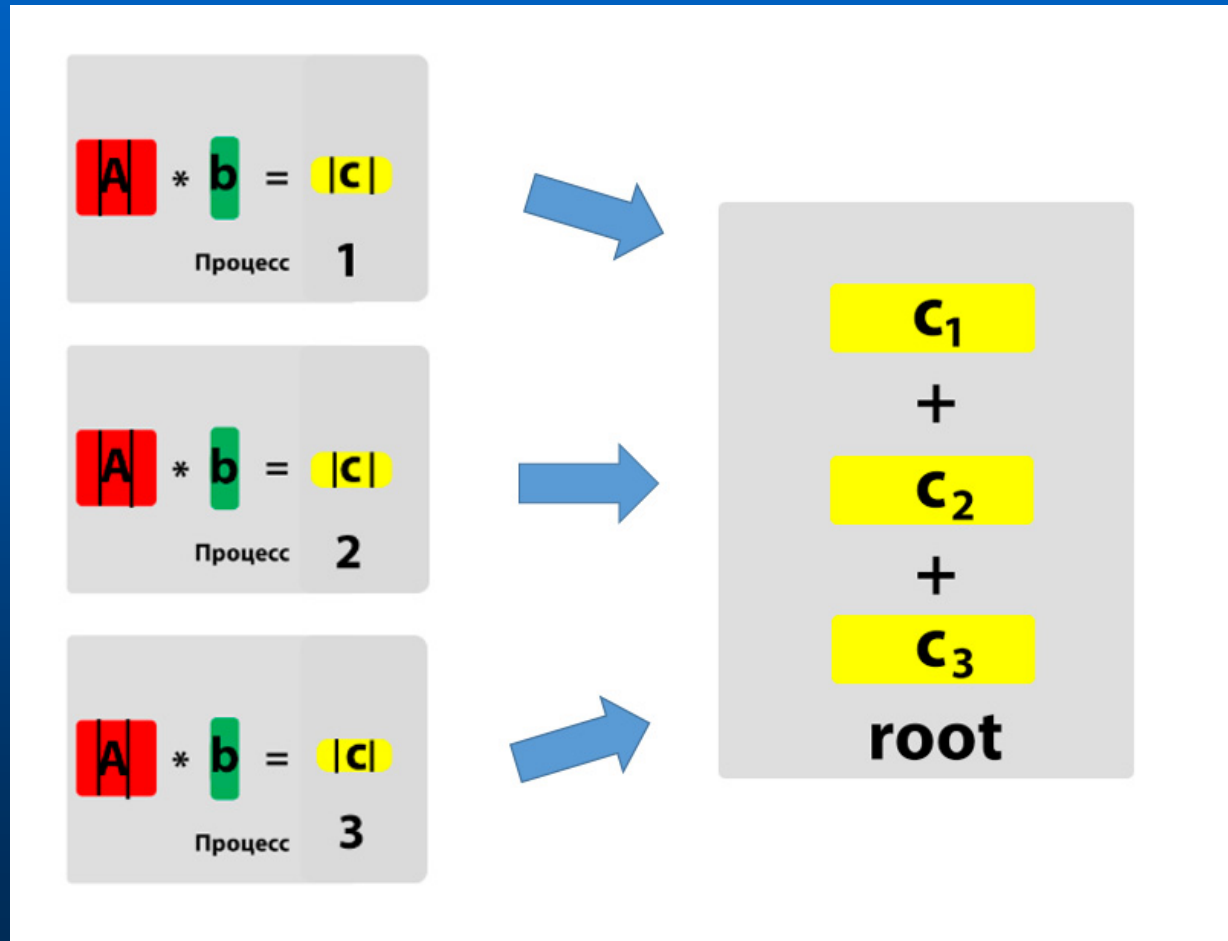 A * b = |c|
Процесс 1
A * b = |c|
Процесс 2
A * b = |c|
Процесс 3
c₁
+
c₂
+
c₃
root